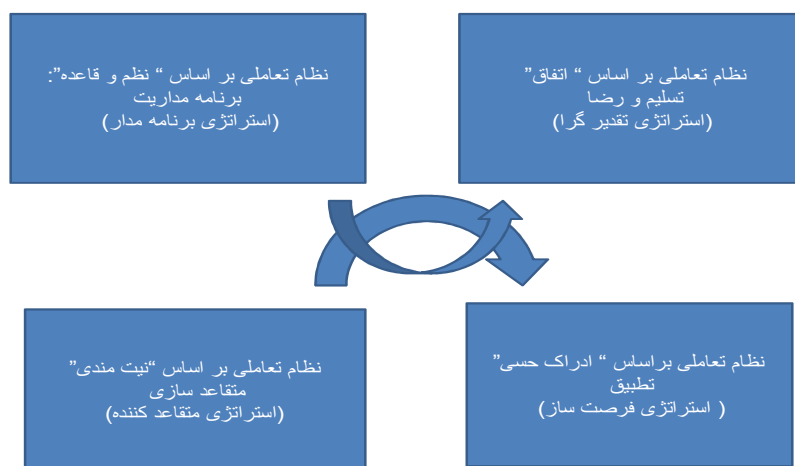 نظام تعاملی بر اساس “ اتفاق”
تسلیم و رضا
(استراتژی تقدیر گرا)
نظام تعاملی بر اساس “ نظم و قاعده”:
برنامه مداریت
(استراتژی برنامه مدار)
نظام تعاملی براساس “ ادراک حسی”
تطبیق
( استراتژی فرصت ساز)
نظام تعاملی بر اساس “نیت مندی”
متقاعد سازی
(استراتژی متقاعد کننده)